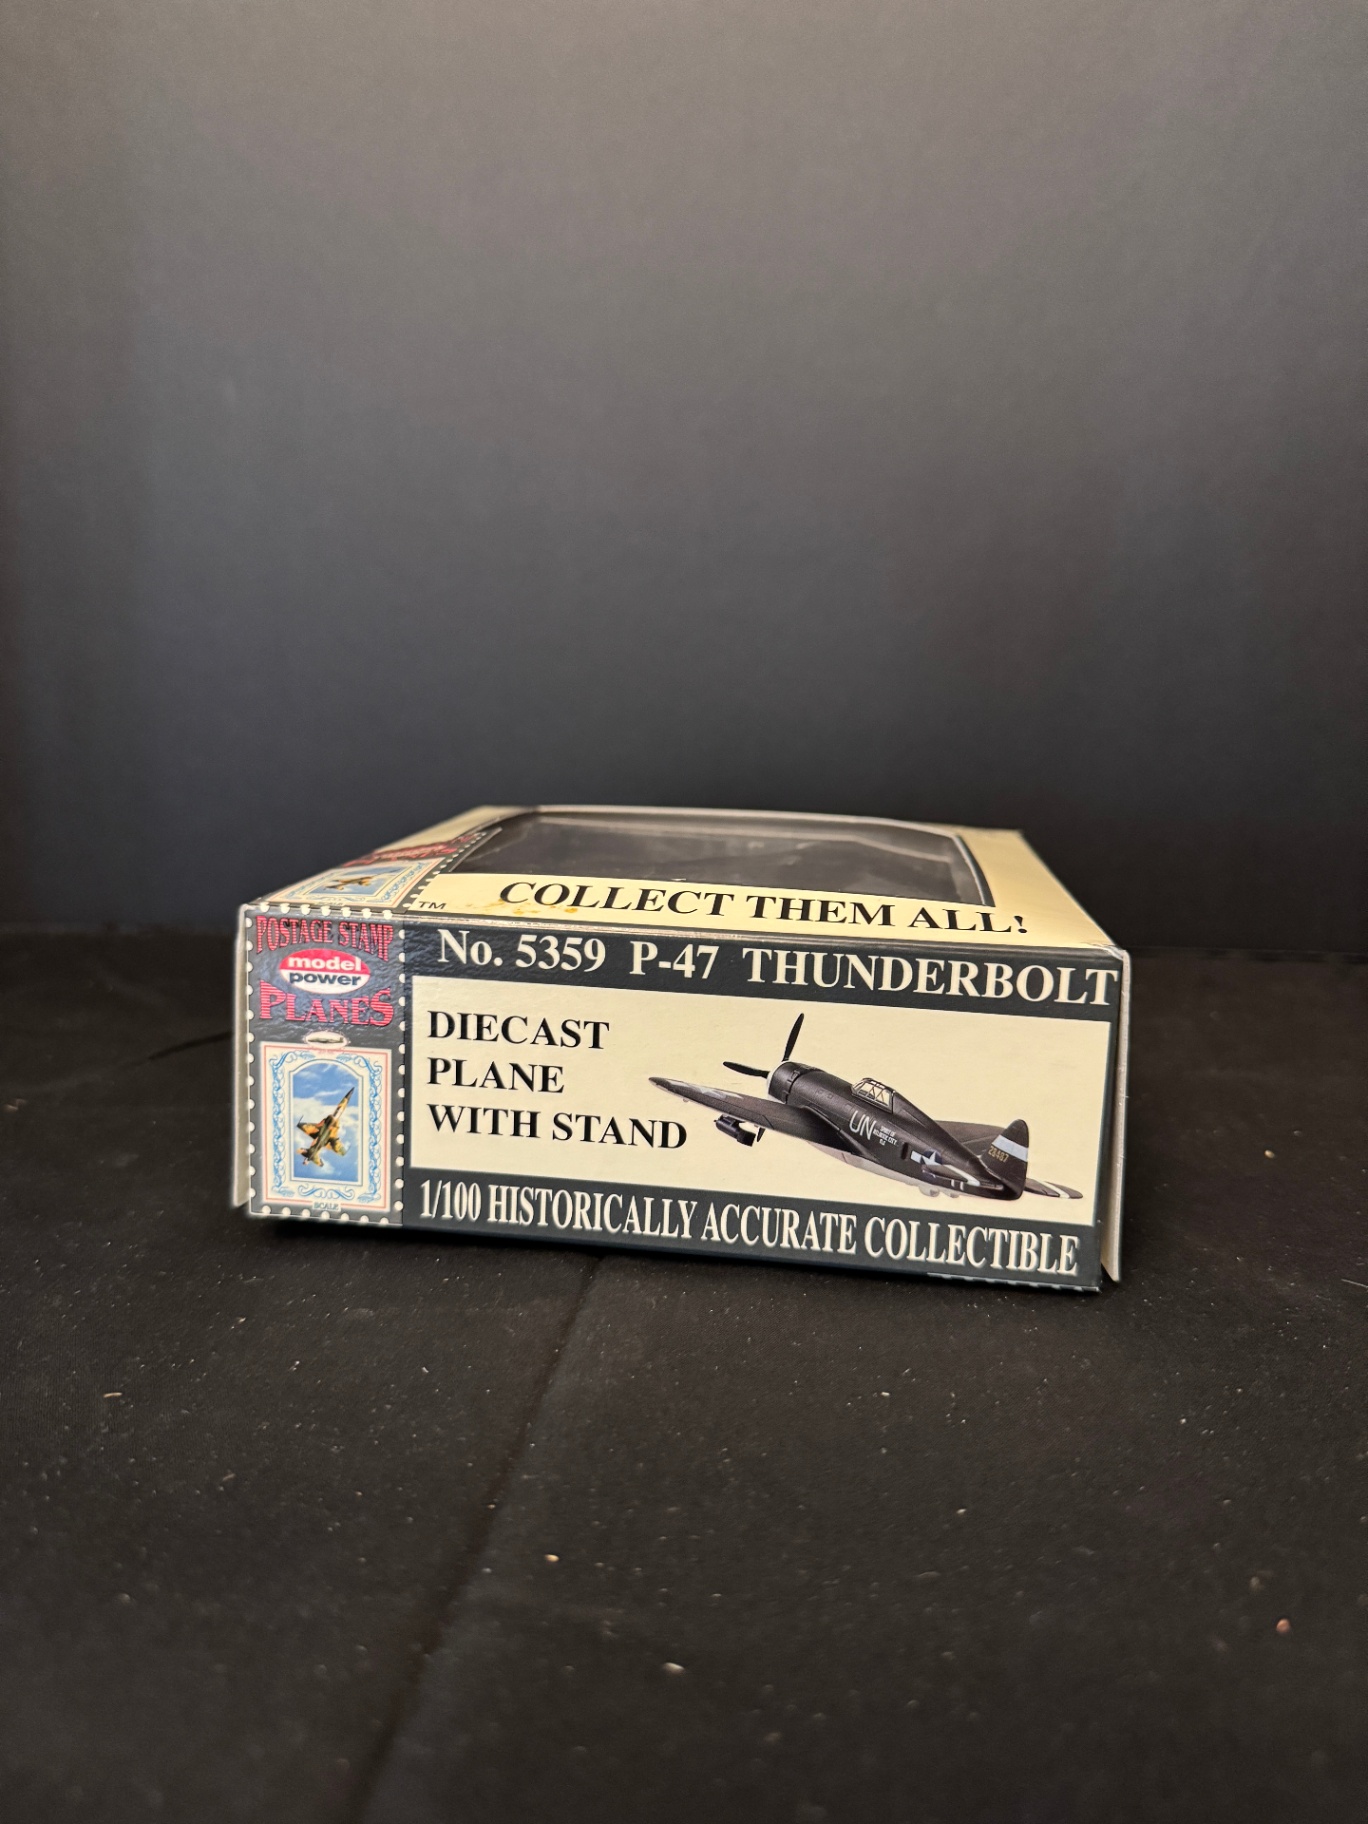 COLLECT THEM ALL!
TM
POSTAGE STAMP
model
power
PLANES
No. 5359 P-47 THUNDERBOLT
DIECAST
PLANE
WITH STAND
UN
1/100 HISTORICALLY ACCURATE COLLECTIBLE